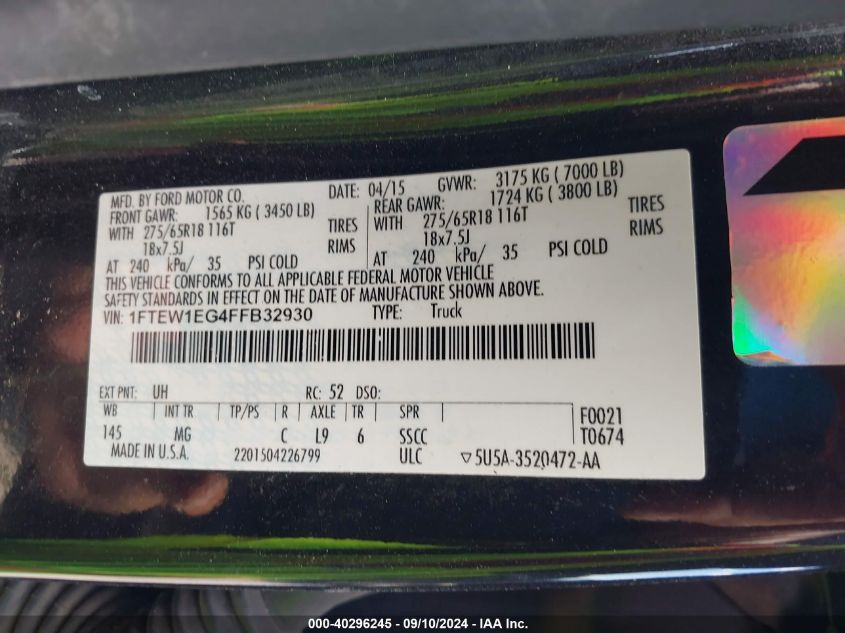 MFD. BY FORD MOTOR CO. DATE: 04/15 GVWR: 3175 KG ( 7000 LB)
FRONT GAWR: 1565 KG ( 3450 LB) REAR GAWR: 1724 KG ( 3800 LB)
WITH 275/65R18 116T TIRES WITH 275/65R18 116T TIRES
18x7.5J RIMS 18x7.5J RIMS
AT 240 kPa/ 35 PSI COLD AT 240 kPa/ 35 PSI COLD
THIS VEHICLE CONFORMS TO ALL APPLICABLE FEDERAL MOTOR VEHICLE
SAFETY STANDARDS IN EFFECT ON THE DATE OF MANUFACTURE SHOWN ABOVE.
VIN: 1FTEW1EG4FFB32930 TYPE: Truck
EXT PNT: UH RC: 52 DSO:
WB INT TR TP/PS R AXLE TR SPR F0021
145 MG C L9 6 SSCC T0674
MADE IN U.S.A. 2201504226799 ULC ▽5U5A-3520472-AA
000-40296245 - 09/10/2024 - IAA Inc.